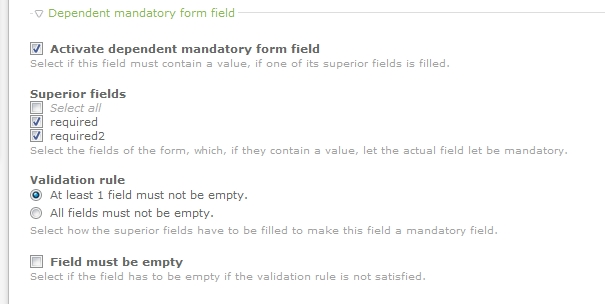 Dependent mandatory form field
Activate dependent mandatory form field
Select if this field must contain a value, if one of its superior fields is filled.
Superior fields
Select all
required
required2
Select the fields of the form, which, if they contain a value, let the actual field let be mandatory.
Validation rule
At least 1 field must not be empty.
All fields must not be empty.
Select how the superior fields have to be filled to make this field a mandatory field.
Field must be empty
Select if the field has to be empty if the validation rule is not satisfied.